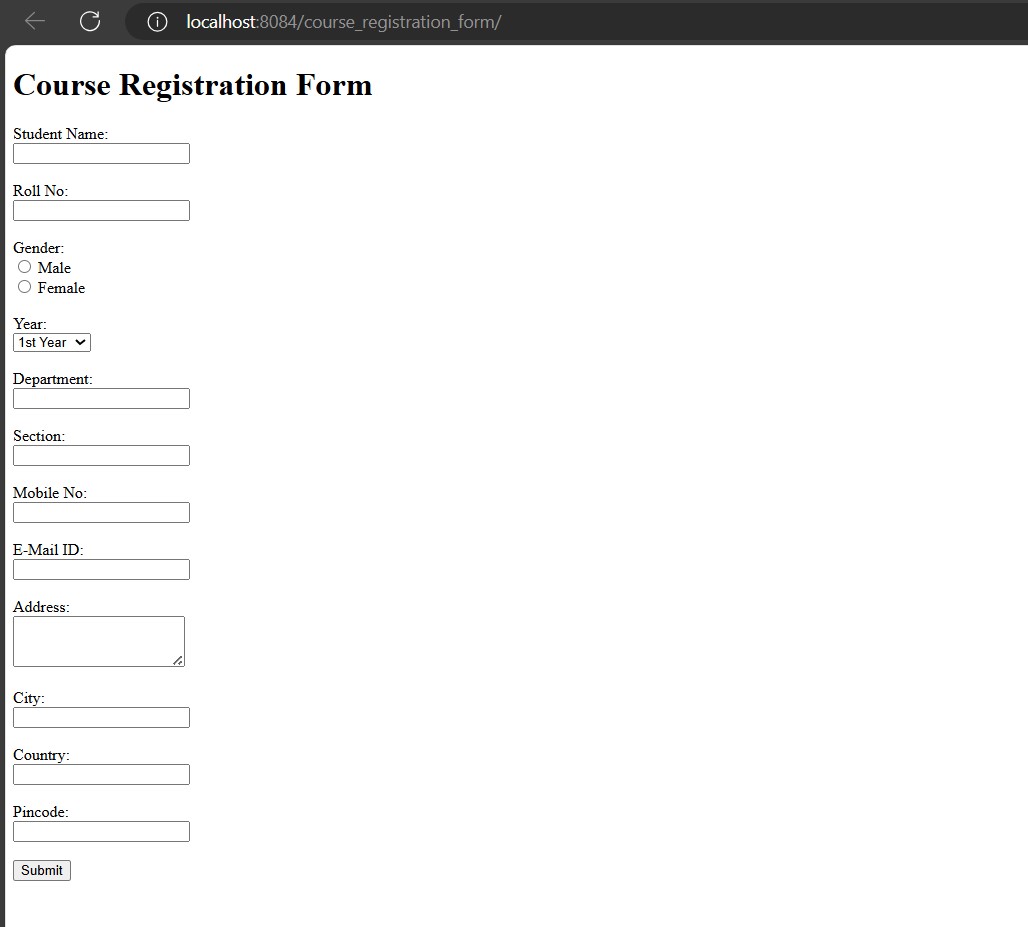 localhost:8084/course_registration_form/
Course Registration Form
Student Name:
Roll No:
Gender:
Male
Female
Year:
1st Year
Department:
Section:
Mobile No:
E-Mail ID:
Address:
City:
Country:
Pincode:
Submit